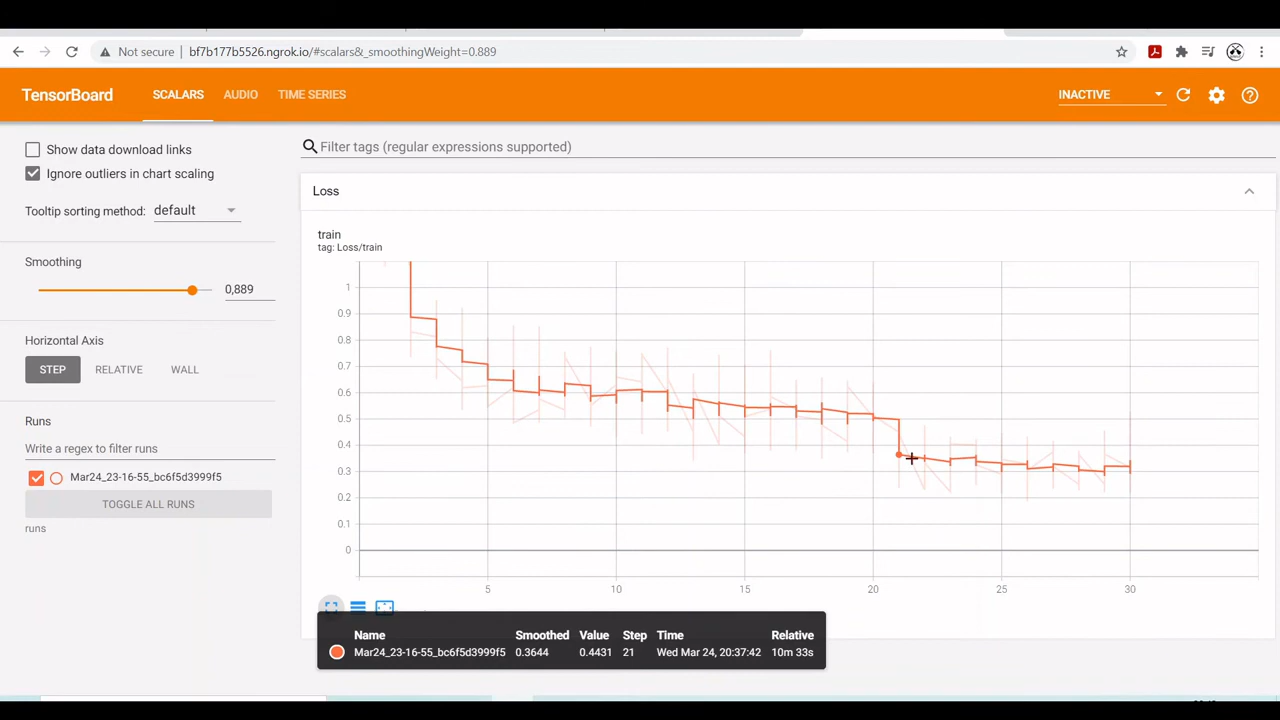 Not secure bf7b177b5526.ngrok.io/#scalars&_smoothingWeight=0.889
TensorBoard SCALARS AUDIO TIME SERIES INACTIVE
Show data download links
Ignore outliers in chart scaling
Tooltip sorting method: default
Smoothing
0,889
Horizontal Axis
STEP RELATIVE WALL
Runs
Write a regex to filter runs
Mar24_23-16-55_bc6f5d3999f5
TOGGLE ALL RUNS
runs
Filter tags (regular expressions supported)
Loss
train
tag: Loss/train
1
0.9
0.8
0.7
0.6
0.5
0.4
0.3
0.2
0.1
0
5 10 15 20 25 30
Name Smoothed Value Step Time Relative
Mar24_23-16-55_bc6f5d3999f5 0.3644 0.4431 21 Wed Mar 24, 20:37:42 10m 33s